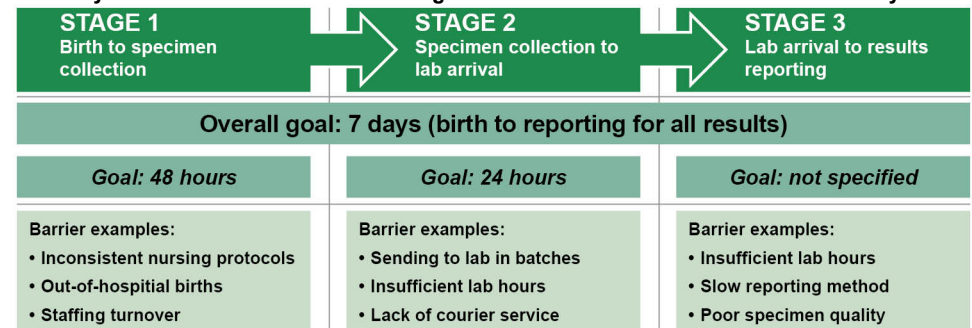 STAGE 1
Birth to specimen
collection
STAGE 2
Specimen collection to
lab arrival
STAGE 3
Lab arrival to results
reporting
Overall goal: 7 days (birth to reporting for all results)
Goal: 48 hours
Goal: 24 hours
Goal: not specified
Barrier examples:
• Inconsistent nursing protocols
• Out-of-hospitial births
• Staffing turnover
Barrier examples:
• Sending to lab in batches
• Insufficient lab hours
• Lack of courier service
Barrier examples:
• Insufficient lab hours
• Slow reporting method
• Poor specimen quality